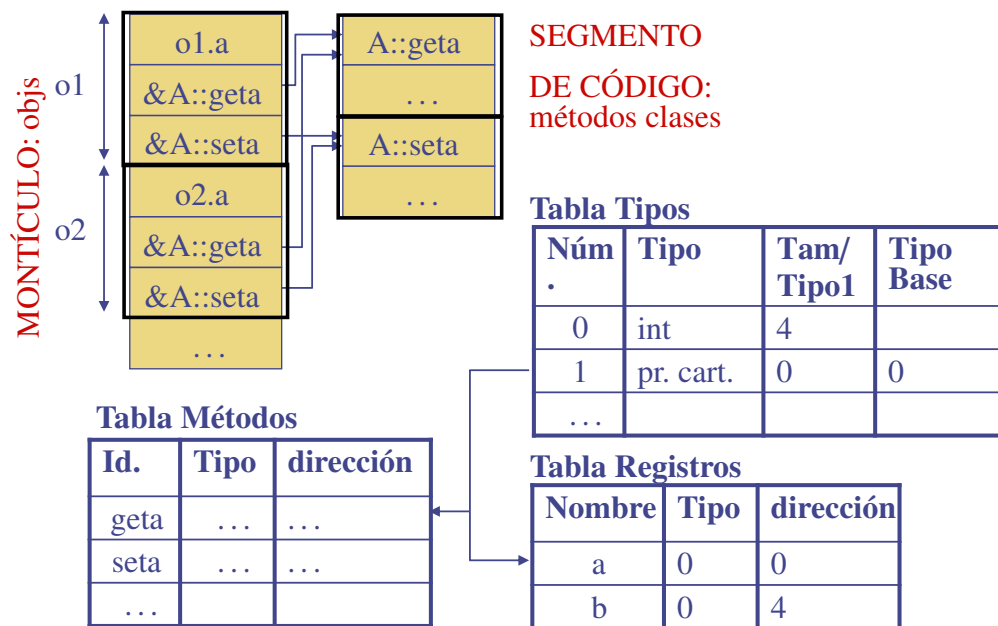 MONTÍCULO: objs
o1
o2
o1.a
&A::geta
&A::seta
o2.a
&A::geta
&A::seta
...
A::geta
...
A::seta
...
SEGMENTO
DE CÓDIGO:
métodos clases
Tabla Tipos
Núm Tipo Tam/ Tipo
. Tipo1 Base
0 int 4
1 pr. cart. 0 0
...
Tabla Métodos
Id. Tipo dirección
geta ... ...
seta ... ...
...
Tabla Registros
Nombre Tipo dirección
a 0 0
b 0 4